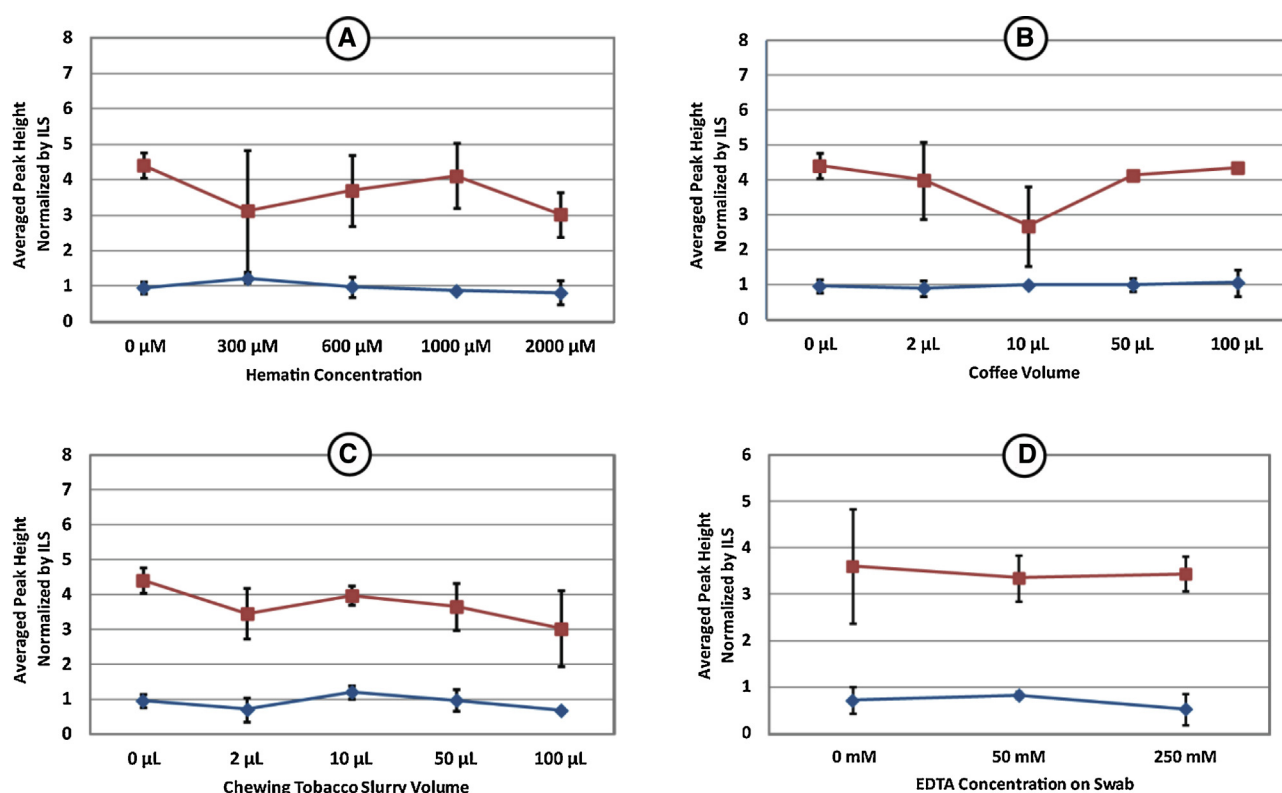 A
Averaged Peak Height
Normalized by ILS
8
7
6
5
4
3
2
1
0
0 µM 300 µM 600 µM 1000 µM 2000 µM
Hematin Concentration
B
Averaged Peak Height
Normalized by ILS
8
7
6
5
4
3
2
1
0
0 µL 2 µL 10 µL 50 µL 100 µL
Coffee Volume
C
Averaged Peak Height
Normalized by ILS
8
7
6
5
4
3
2
1
0
0 µL 2 µL 10 µL 50 µL 100 µL
Chewing Tobacco Slurry Volume
D
Averaged Peak Height
Normalized by ILS
6
5
4
3
2
1
0
0 mM 50 mM 250 mM
EDTA Concentration on Swab